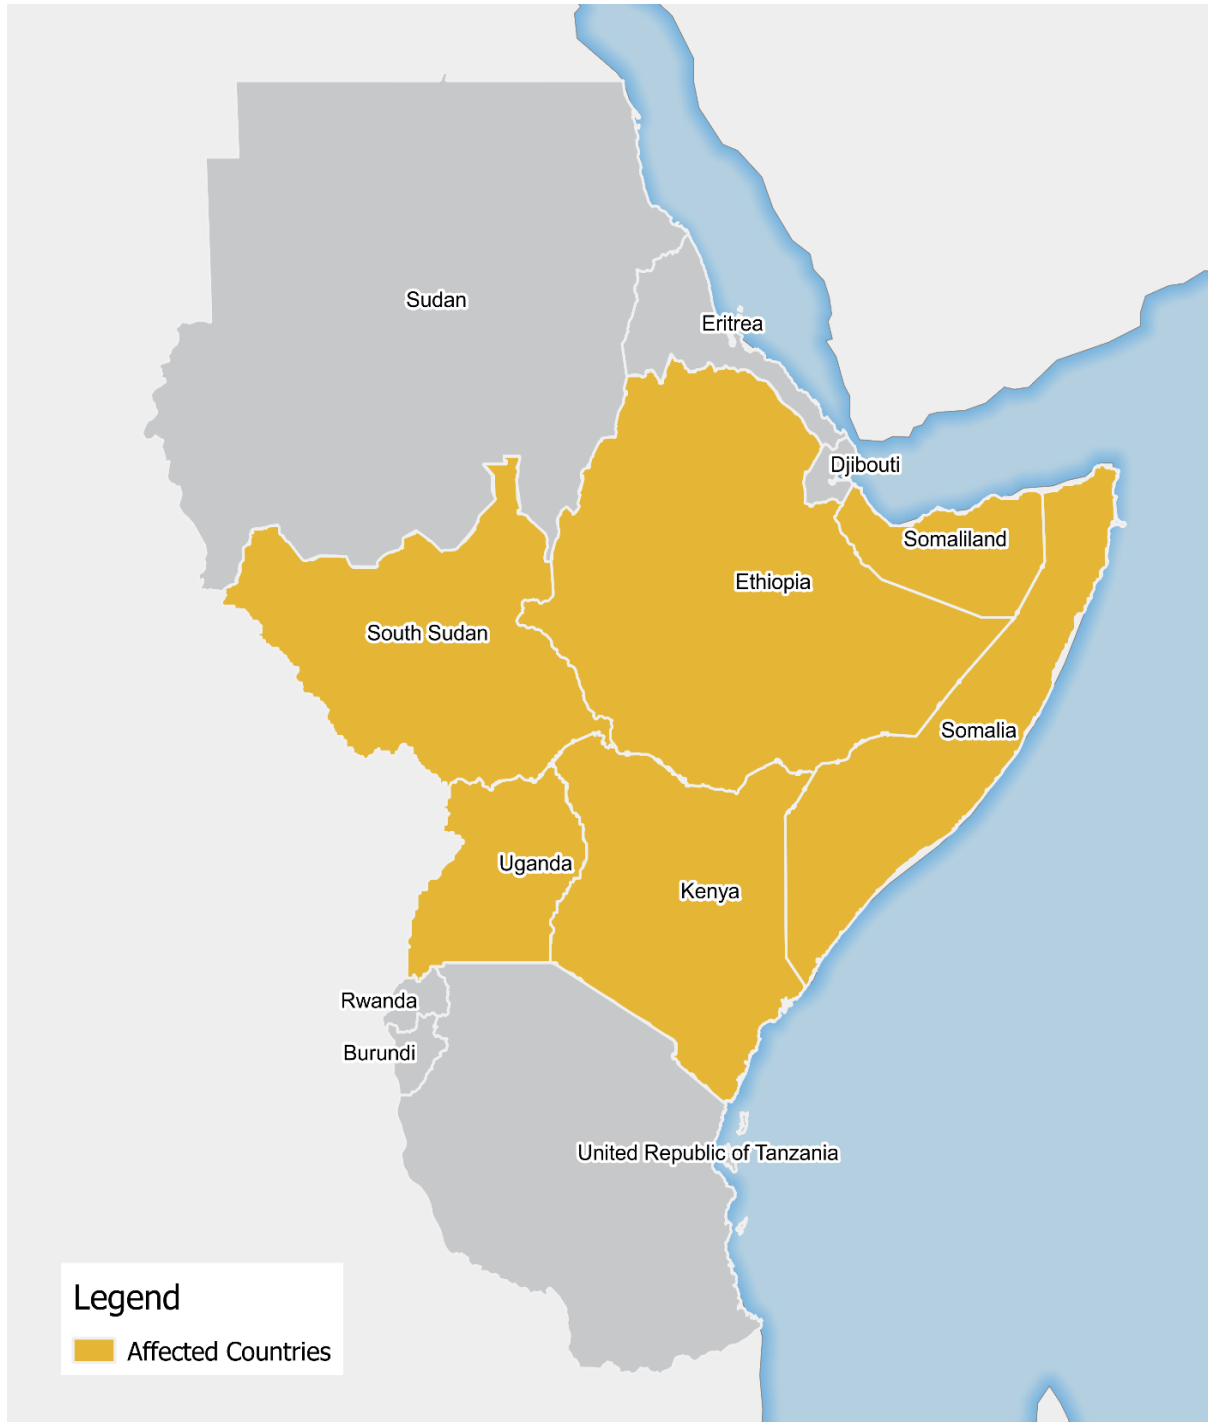 Sudan
Eritrea
Djibouti
Somaliland
Ethiopia
South Sudan
Somalia
Uganda
Kenya
Rwanda
Burundi
United Republic of Tanzania
Legend
Affected Countries